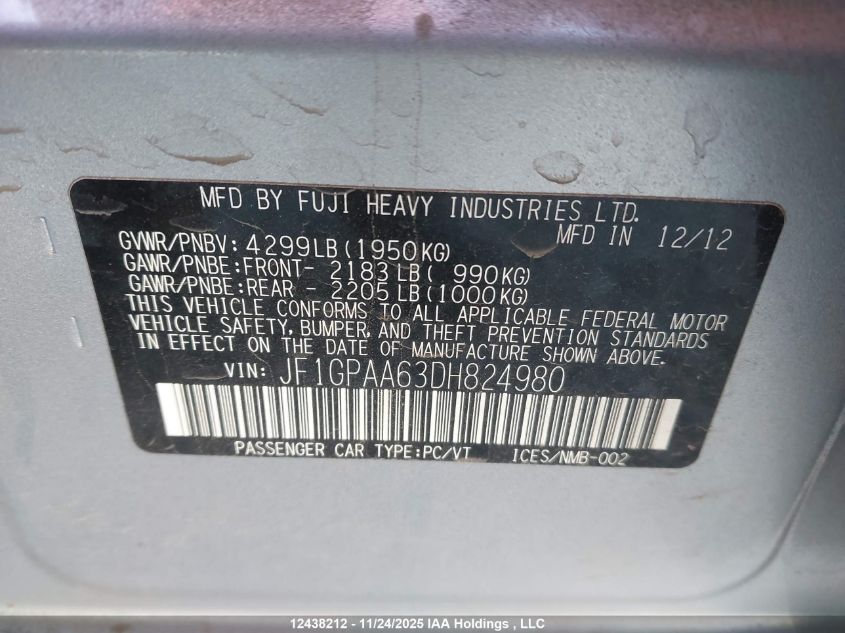 MFD BY FUJI HEAVY INDUSTRIES LTD.
MFD IN 12/12
GVWR/PNBV: 4299LB (1950KG)
GAWR/PNBE:FRONT- 2183LB ( 990KG)
GAWR/PNBE:REAR - 2205LB (1000KG)
THIS VEHICLE CONFORMS TO ALL APPLICABLE FEDERAL MOTOR
VEHICLE SAFETY, BUMPER, AND THEFT PREVENTION STANDARDS
IN EFFECT ON THE DATE OF MANUFACTURE SHOWN ABOVE.
VIN: JF1GPAA63DH824980
PASSENGER CAR TYPE:PC/VT ICES/NMB-002
12438212 - 11/24/2025 IAA Holdings , LLC